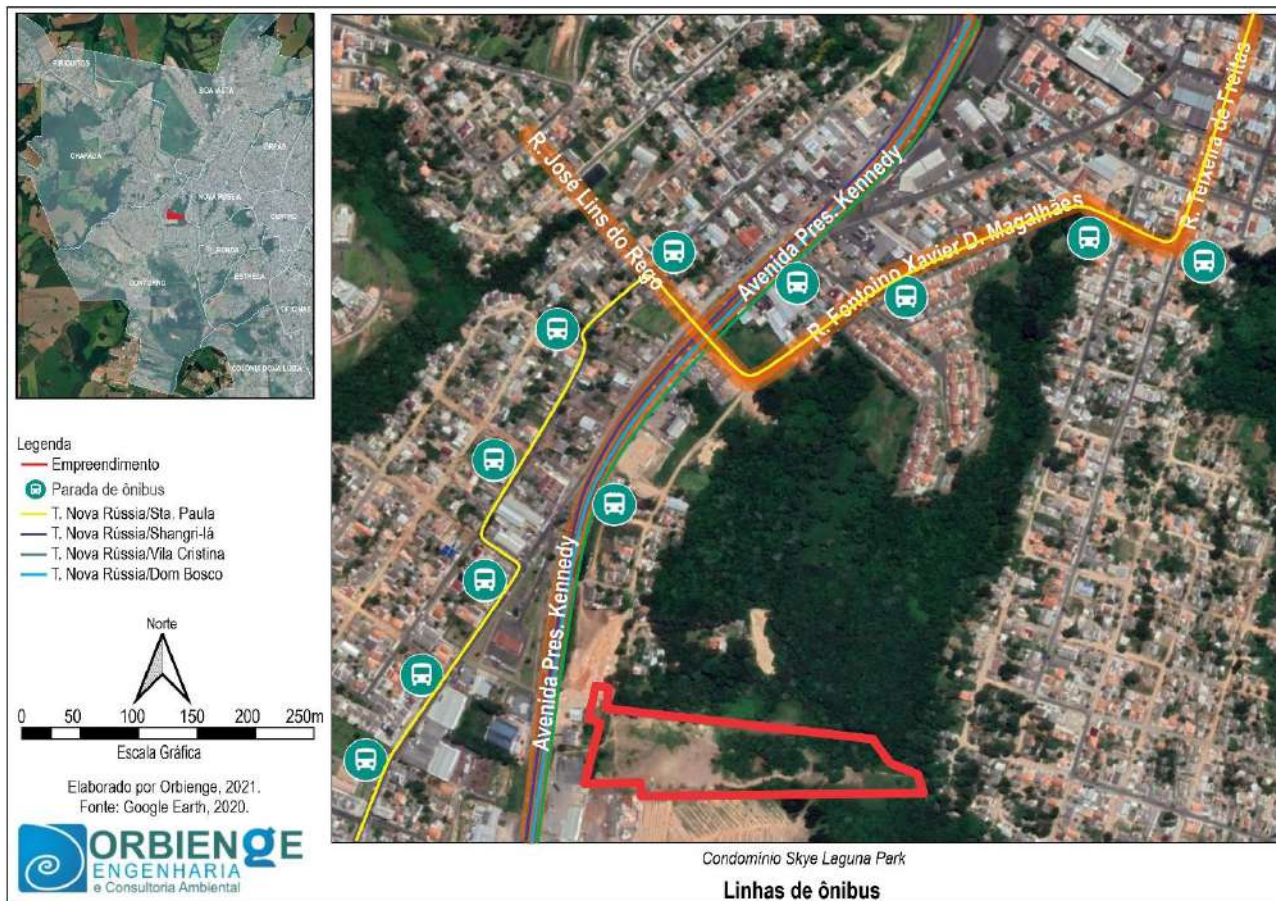 PIRIQUITOS
BOA VISTA
CHAPADA
ÓRFÃS
NOVA RÚSSIA
CENTRO
RONDA
ESTRELA
CONTORNO
OFICINAS
COLÔNIA DONA LUIZA
Legenda
Empreendimento
Parada de ônibus
T. Nova Rússia/Sta. Paula
T. Nova Rússia/Shangri-lá
T. Nova Rússia/Vila Cristina
T. Nova Rússia/Dom Bosco
Norte
0 50 100 150 200 250m
Escala Gráfica
Elaborado por Orbienge, 2021.
Fonte: Google Earth, 2020.
ORBIENGE
ENGENHARIA
e Consultoria Ambiental
R. José Lins do Rego
Avenida Pres. Kennedy
R. Fontoino Xavier D. Magalhães
R. Teixeira de Freitas
Avenida Pres. Kennedy
Condomínio Skye Laguna Park
Linhas de ônibus